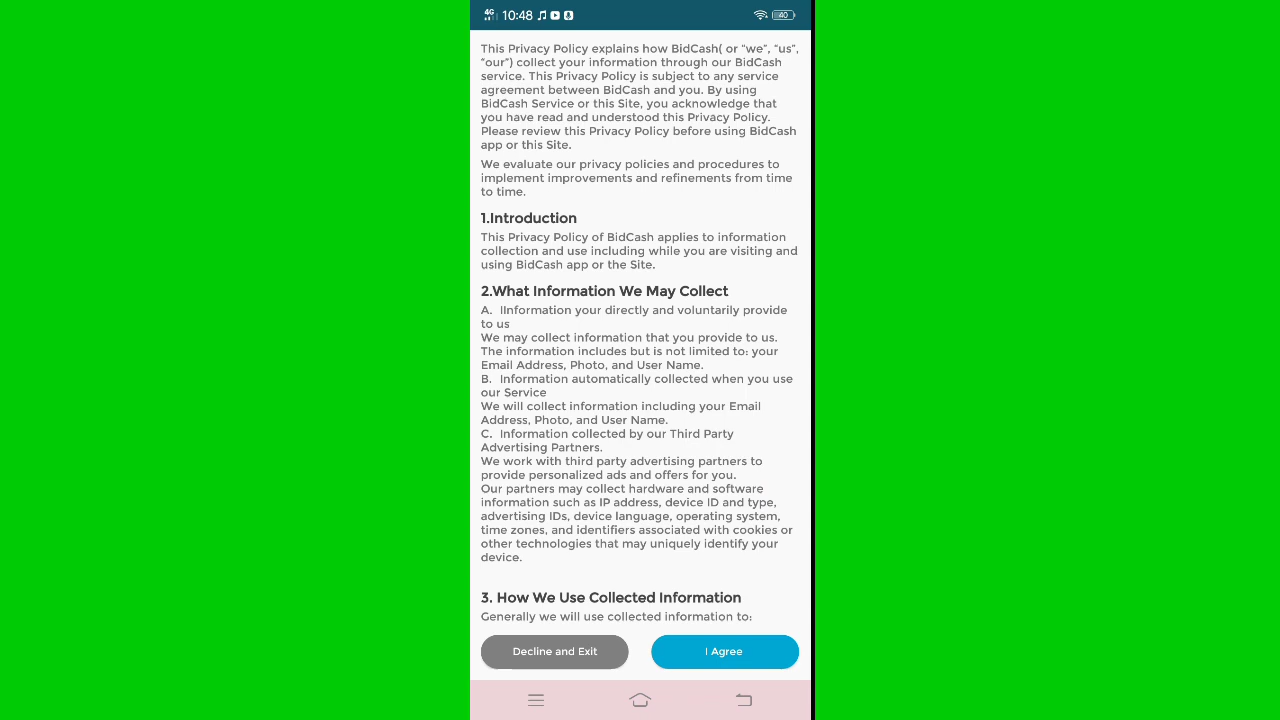 4G 10:48 40
This Privacy Policy explains how BidCash( or “we”, “us”,
“our”) collect your information through our BidCash
service. This Privacy Policy is subject to any service
agreement between BidCash and you. By using
BidCash Service or this Site, you acknowledge that
you have read and understood this Privacy Policy.
Please review this Privacy Policy before using BidCash
app or this Site.
We evaluate our privacy policies and procedures to
implement improvements and refinements from time
to time.
1.Introduction
This Privacy Policy of BidCash applies to information
collection and use including while you are visiting and
using BidCash app or the Site.
2.What Information We May Collect
A. IInformation your directly and voluntarily provide
to us
We may collect information that you provide to us.
The information includes but is not limited to: your
Email Address, Photo, and User Name.
B. Information automatically collected when you use
our Service
We will collect information including your Email
Address, Photo, and User Name.
C. Information collected by our Third Party
Advertising Partners.
We work with third party advertising partners to
provide personalized ads and offers for you.
Our partners may collect hardware and software
information such as IP address, device ID and type,
advertising IDs, device language, operating system,
time zones, and identifiers associated with cookies or
other technologies that may uniquely identify your
device.
3. How We Use Collected Information
Generally we will use collected information to:
Decline and Exit I Agree